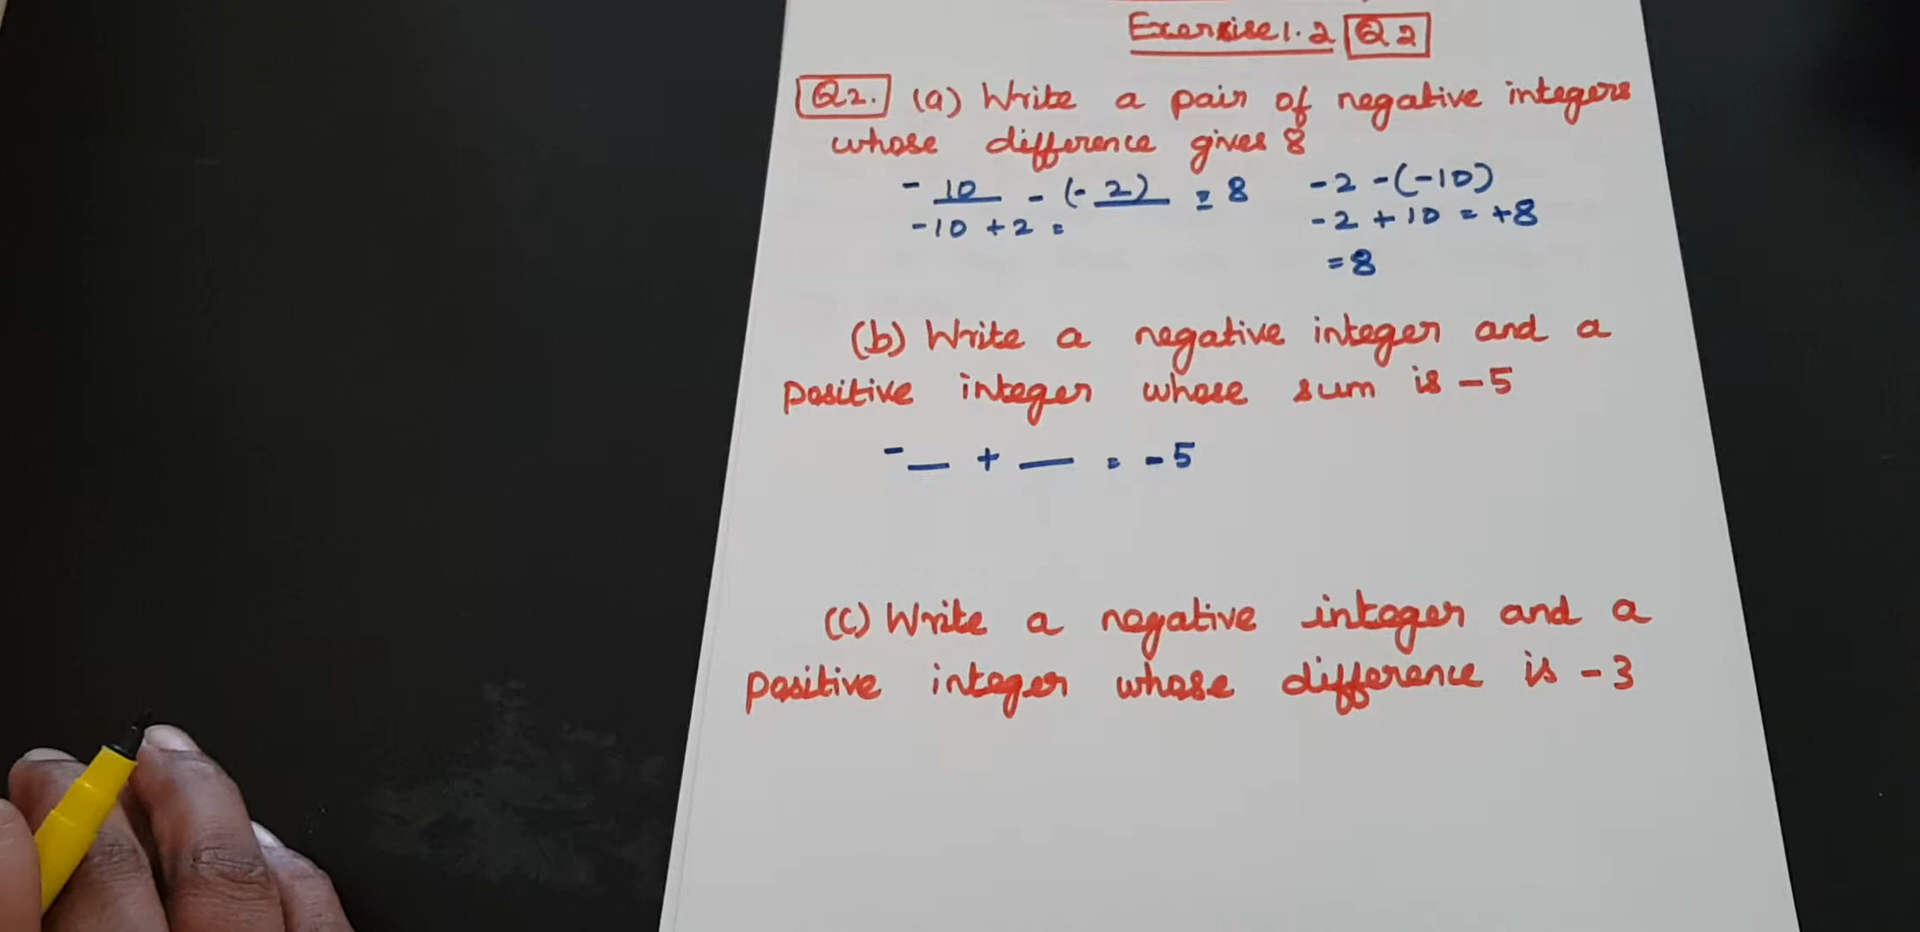 Exercise 1.2 Q2
Q2. (a) Write a pair of negative integers
whose difference gives 8
- 10 - (- 2) = 8
-10 + 2 =
-2 -(-10)
-2 + 10 = +8
= 8
(b) Write a negative integer and a
positive integer whose sum is -5
-__ + __ = -5
(c) Write a negative integer and a
positive integer whose difference is -3